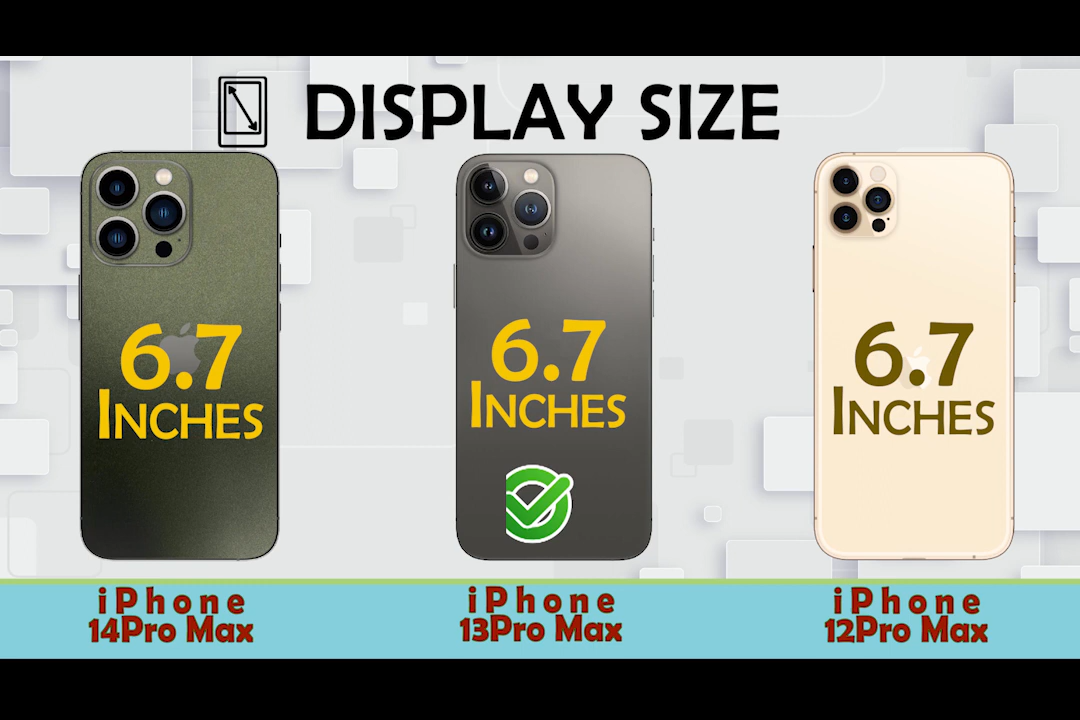 DISPLAY SIZE
6.7
INCHES
6.7
INCHES
6.7
INCHES
iPhone
14Pro Max
iPhone
13Pro Max
iPhone
12Pro Max